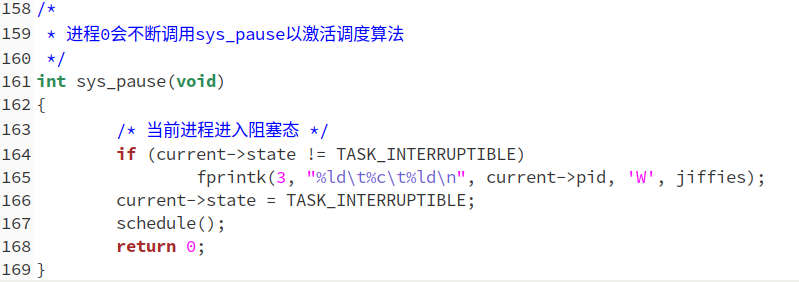 158 /*
159  * 进程0会不断调用sys_pause以激活调度算法
160  */
161 int sys_pause(void)
162 {
163         /* 当前进程进入阻塞态 */
164         if (current->state != TASK_INTERRUPTIBLE)
165                 fprintk(3, "%ld\t%c\t%ld\n", current->pid, 'W', jiffies);
166         current->state = TASK_INTERRUPTIBLE;
167         schedule();
168         return 0;
169 }